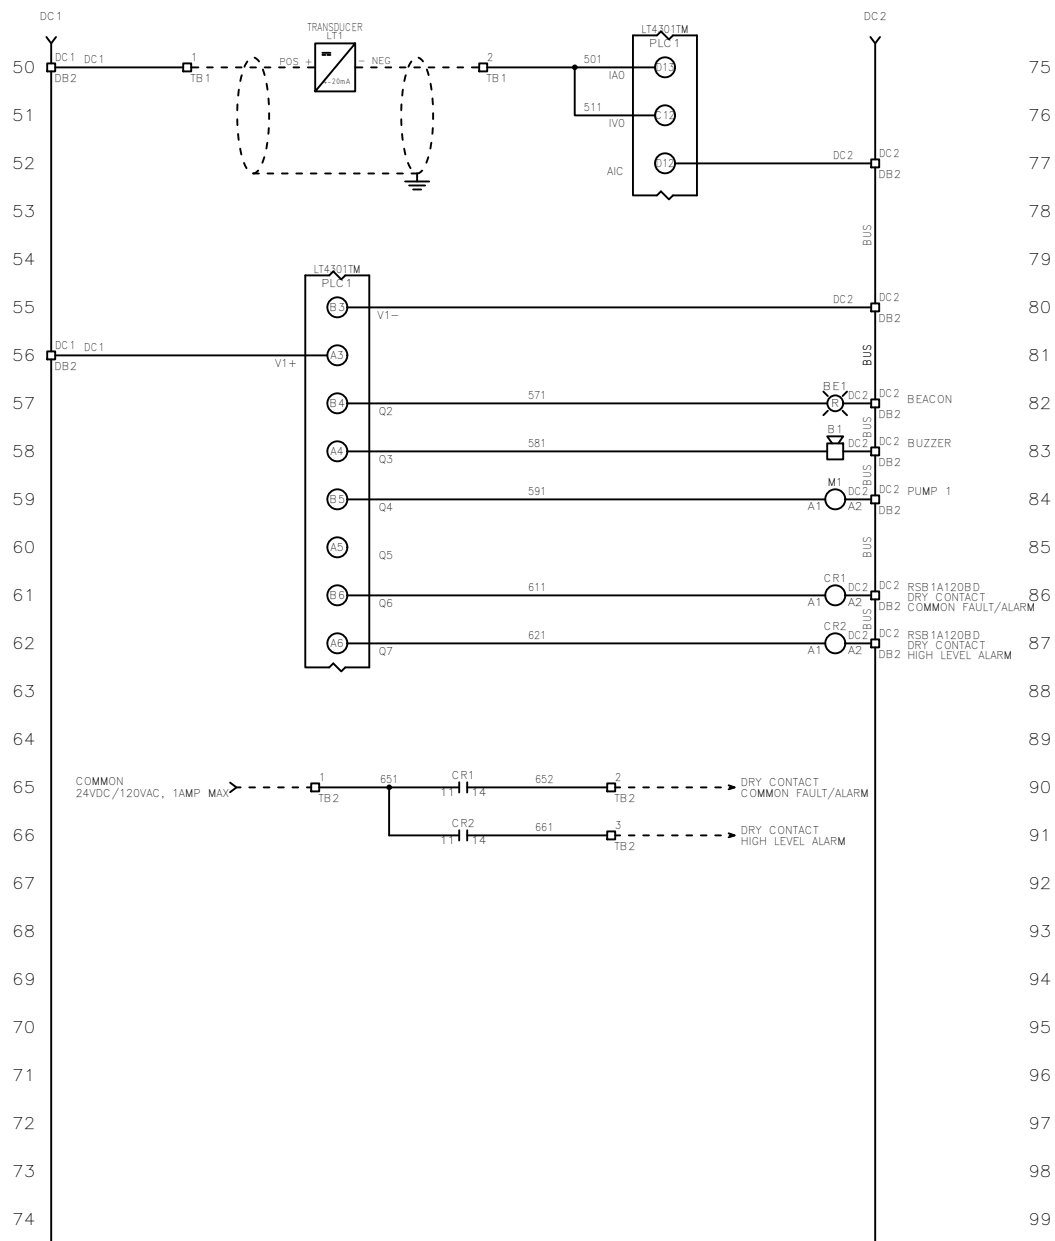 DC1
DC2
TRANSDUCER
LT1
LT4301TM
PLC1
50
DC1 DC1
DB2
1
TB1
POS +
4-20mA
- NEG
2
TB1
501
IAO
D13
75
51
511
IVO
C12
76
52
AIC
D12
DC2
DC2
DB2
77
53
BUS
78
54
79
LT4301TM
PLC1
55
B3
V1-
DC2
DC2
DB2
80
56
DC1 DC1
DB2
V1+
A3
BUS
81
57
B4
Q2
571
BE1
R
DC2
DC2
DB2
BEACON
82
BUS
58
A4
Q3
581
B1
DC2
DC2
DB2
BUZZER
83
BUS
59
B5
Q4
591
M1
A1
A2
DC2
DC2
DB2
PUMP 1
84
60
A5
Q5
BUS
85
61
B6
Q6
611
CR1
A1
A2
DC2
DC2
DB2
RSB1A120BD
DRY CONTACT
COMMON FAULT/ALARM
86
BUS
62
A6
Q7
621
CR2
A1
A2
DC2
DC2
DB2
RSB1A120BD
DRY CONTACT
HIGH LEVEL ALARM
87
63
88
64
89
65
COMMON
24VDC/120VAC, 1AMP MAX
1
TB2
651
CR1
11
14
652
2
TB2
DRY CONTACT
COMMON FAULT/ALARM
90
66
CR2
11
14
661
3
TB2
DRY CONTACT
HIGH LEVEL ALARM
91
67
92
68
93
69
94
70
95
71
96
72
97
73
98
74
99